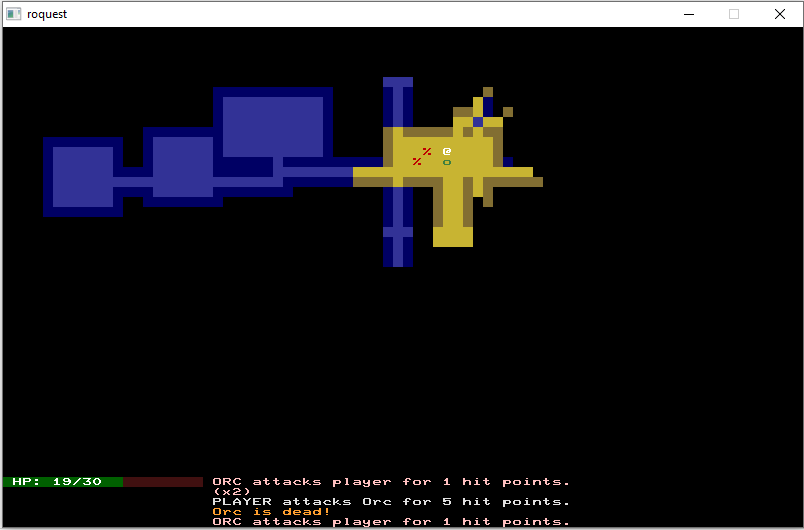 roquest
%
@
%
o
HP: 19/30
ORC attacks player for 1 hit points.
(x2)
PLAYER attacks Orc for 5 hit points.
Orc is dead!
ORC attacks player for 1 hit points.